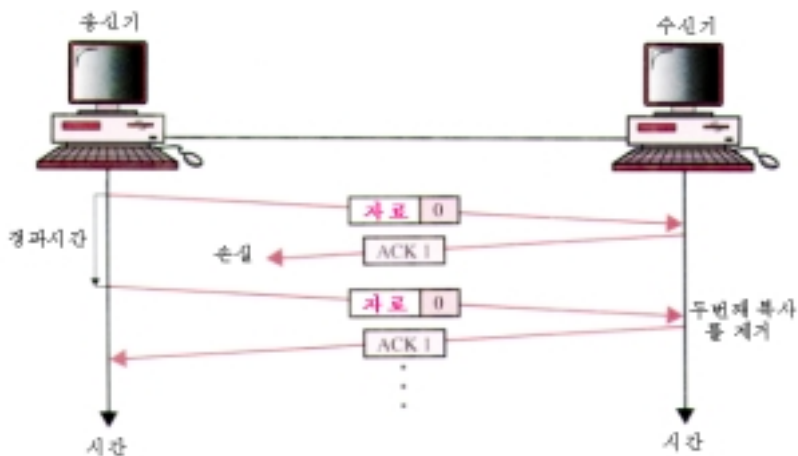 송신기
수신기
자료 0
경과시간
손실
ACK 1
자료 0
두번째 복사
를 제거
ACK 1
시간
시간